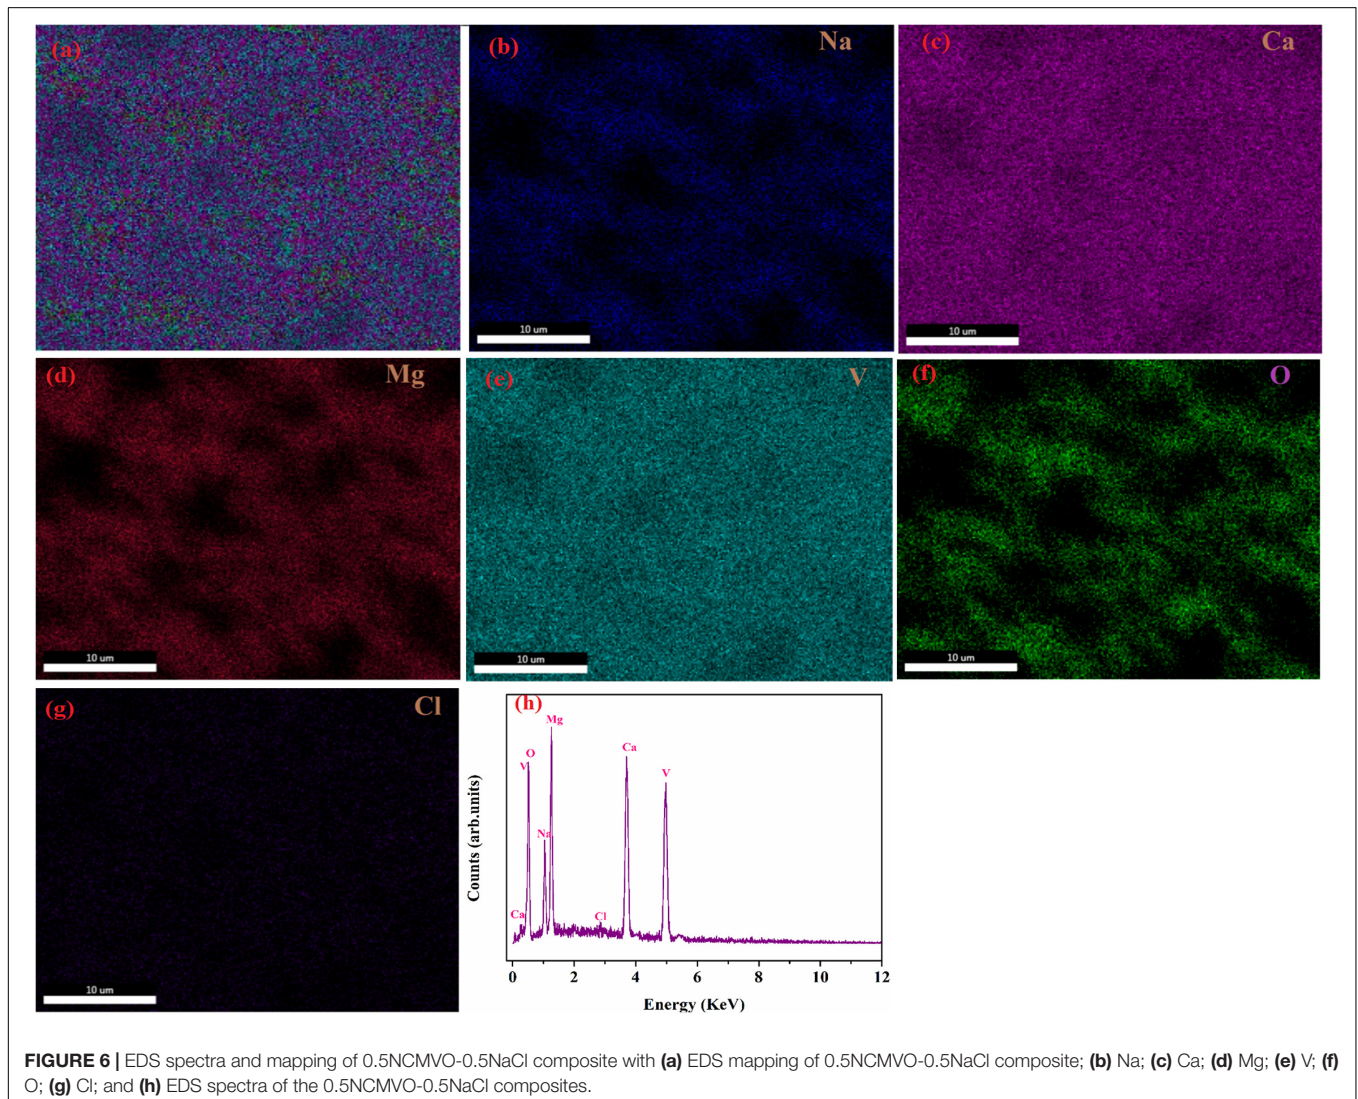 (a)
(b) Na
(c) Ca
10 um
10 um
(d) Mg
(e) V
(f) O
10 um
10 um
10 um
(g) Cl
10 um
(h)
Mg
O
V
Ca
V
Na
Ca
Cl
Counts (arb.units)
0 2 4 6 8 10 12
Energy (KeV)
FIGURE 6 | EDS spectra and mapping of 0.5NCMVO-0.5NaCl composite with (a) EDS mapping of 0.5NCMVO-0.5NaCl composite; (b) Na; (c) Ca; (d) Mg; (e) V; (f)
O; (g) Cl; and (h) EDS spectra of the 0.5NCMVO-0.5NaCl composites.